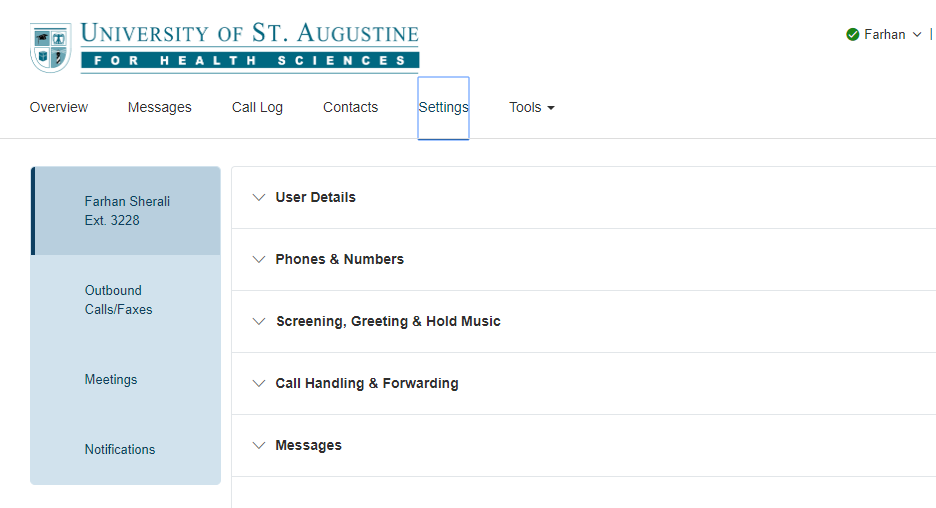 UNIVERSITY OF ST. AUGUSTINE
FOR HEALTH SCIENCES
Farhan
Overview
Messages
Call Log
Contacts
Settings
Tools
Farhan Sherali
Ext. 3228
Outbound
Calls/Faxes
Meetings
Notifications
User Details
Phones & Numbers
Screening, Greeting & Hold Music
Call Handling & Forwarding
Messages